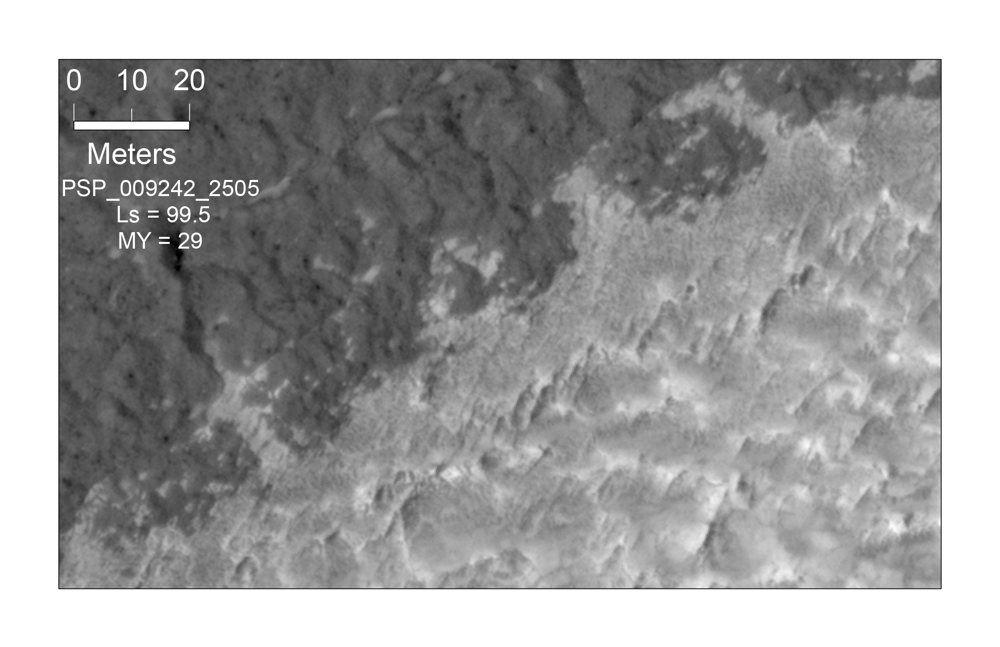 0 10 20
Meters
PSP_009242_2505
Ls = 99.5
MY = 29